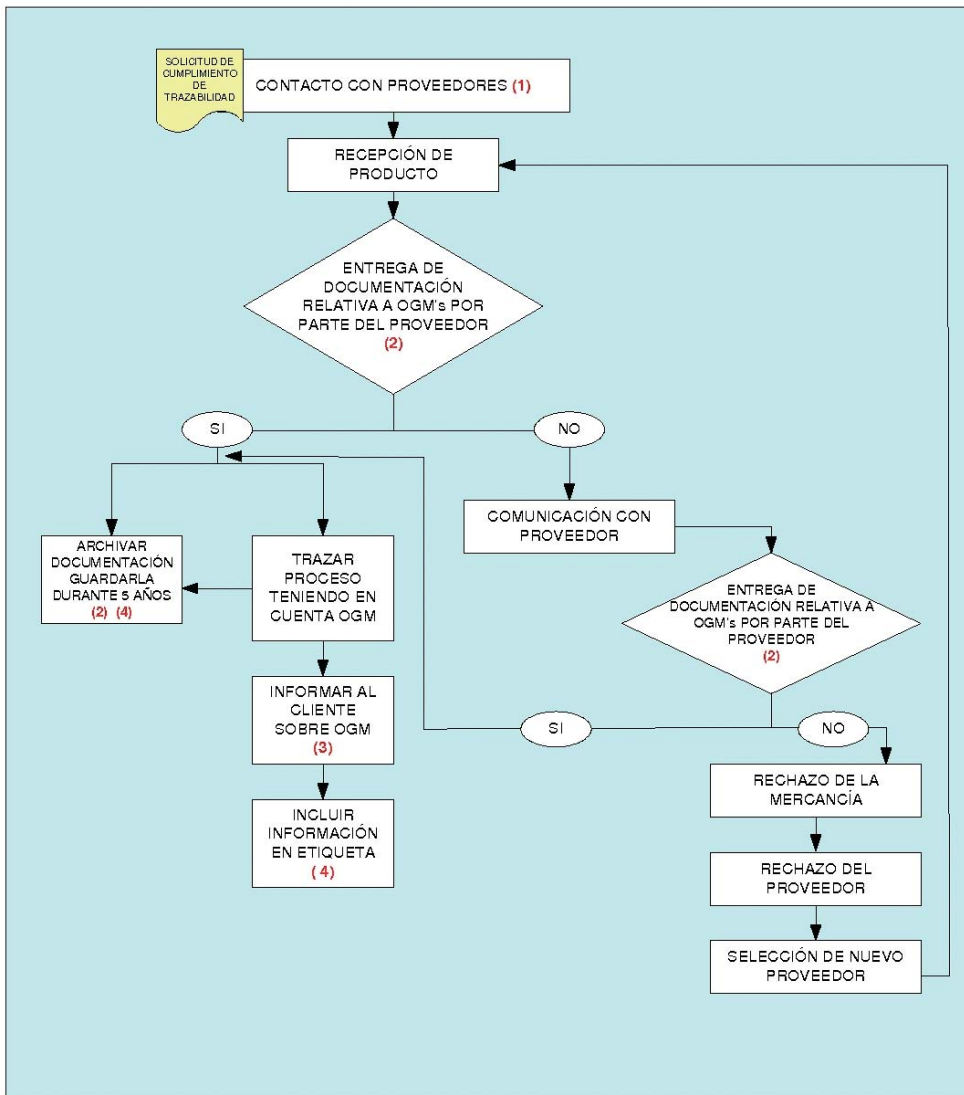 SOLICITUD DE
CUMPLIMIENTO
DE
TRAZABILIDAD
CONTACTO CON PROVEEDORES (1)
RECEPCIÓN DE
PRODUCTO
ENTREGA DE
DOCUMENTACIÓN
RELATIVA A OGM's POR
PARTE DEL PROVEEDOR
(2)
SI
NO
COMUNICACIÓN CON
PROVEEDOR
ARCHIVAR
DOCUMENTACIÓN
GUARDARLA
DURANTE 5 AÑOS
(2) (4)
TRAZAR
PROCESO
TENIENDO EN
CUENTA OGM
ENTREGA DE
DOCUMENTACIÓN RELATIVA A
OGM's POR PARTE DEL
PROVEEDOR
(2)
INFORMAR AL
CLIENTE
SOBRE OGM
(3)
SI
NO
INCLUIR
INFORMACIÓN
EN ETIQUETA
(4)
RECHAZO DE LA
MERCANCÍA
RECHAZO DEL
PROVEEDOR
SELECCIÓN DE NUEVO
PROVEEDOR